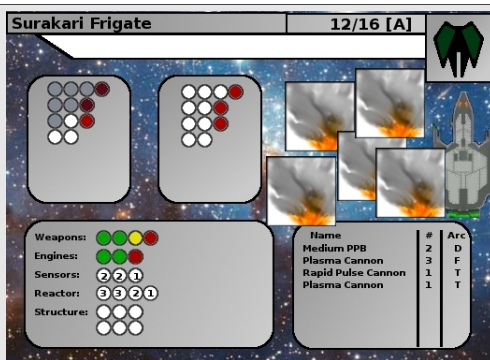 Surakari Frigate 12/16 [A]
Weapons:
Engines:
Sensors: 2 2 1
Reactor: 3 3 2 1
Structure:
Name # Arc
Medium PPB 2 D
Plasma Cannon 3 F
Rapid Pulse Cannon 1 T
Plasma Cannon 1 T